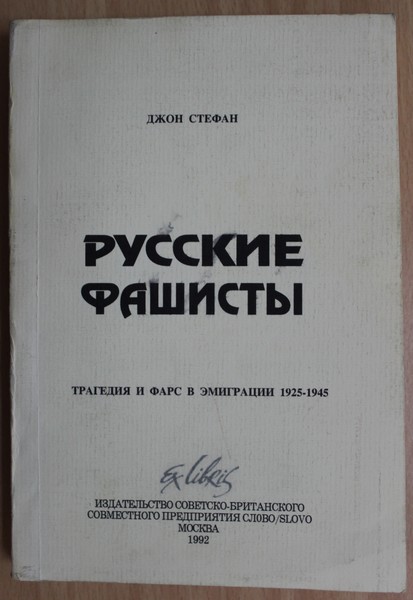 ДЖОН СТЕФАН
РУССКИЕ
ФАШИСТЫ
ТРАГЕДИЯ И ФАРС В ЭМИГРАЦИИ 1925-1945
Ex libris
ИЗДАТЕЛЬСТВО СОВЕТСКО-БРИТАНСКОГО
СОВМЕСТНОГО ПРЕДПРИЯТИЯ СЛОВО/SLOVO
МОСКВА
1992